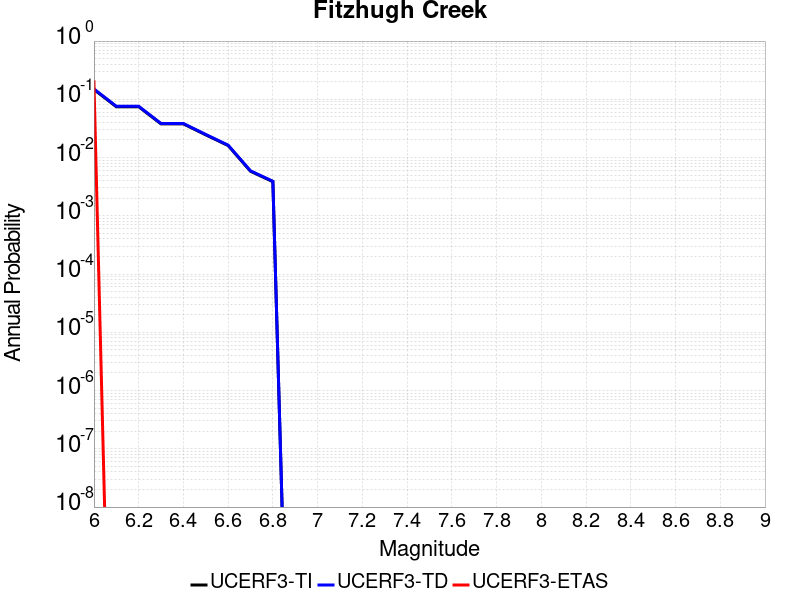 Fitzhugh Creek
Annual Probability
10^0
10^-1
10^-2
10^-3
10^-4
10^-5
10^-6
10^-7
10^-8
6 6.2 6.4 6.6 6.8 7 7.2 7.4 7.6 7.8 8 8.2 8.4 8.6 8.8 9
Magnitude
UCERF3-TI UCERF3-TD UCERF3-ETAS